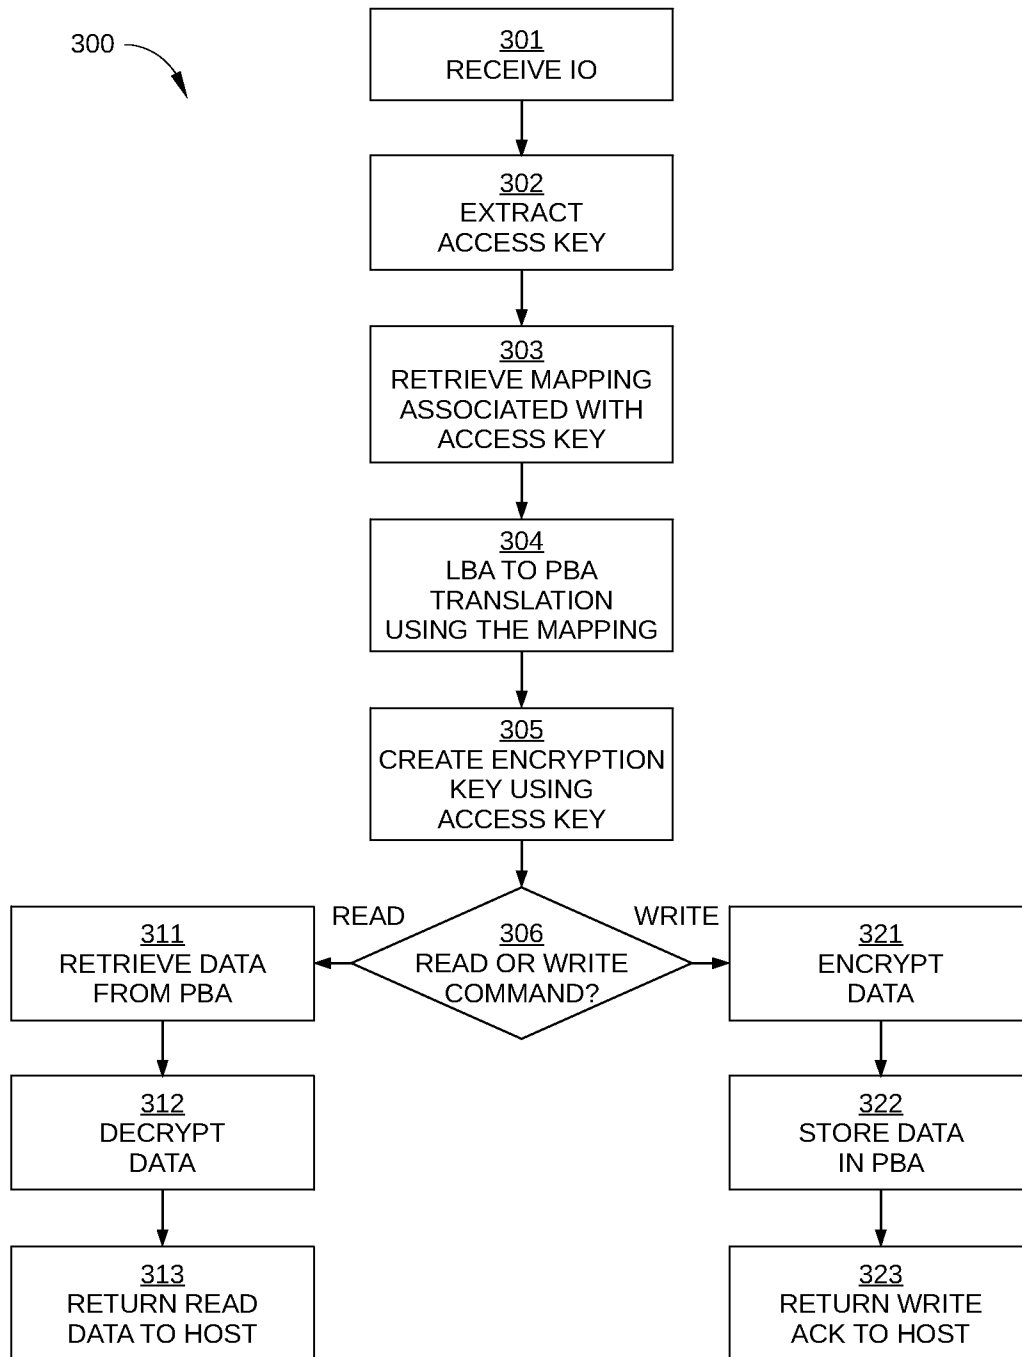 300
301
RECEIVE IO
302
EXTRACT
ACCESS KEY
303
RETRIEVE MAPPING
ASSOCIATED WITH
ACCESS KEY
304
LBA TO PBA
TRANSLATION
USING THE MAPPING
305
CREATE ENCRYPTION
KEY USING
ACCESS KEY
READ
WRITE
306
READ OR WRITE
COMMAND?
311
RETRIEVE DATA
FROM PBA
312
DECRYPT
DATA
313
RETURN READ
DATA TO HOST
321
ENCRYPT
DATA
322
STORE DATA
IN PBA
323
RETURN WRITE
ACK TO HOST